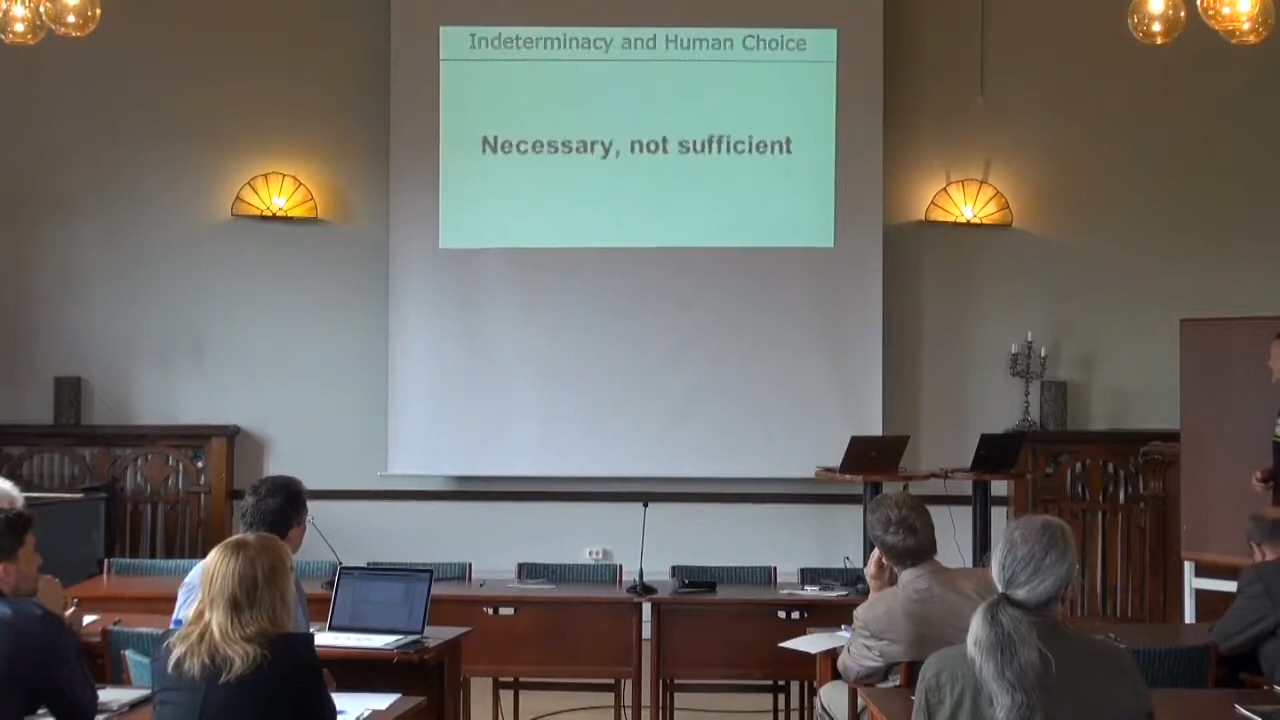 Indeterminacy and Human Choice
Necessary, not sufficient